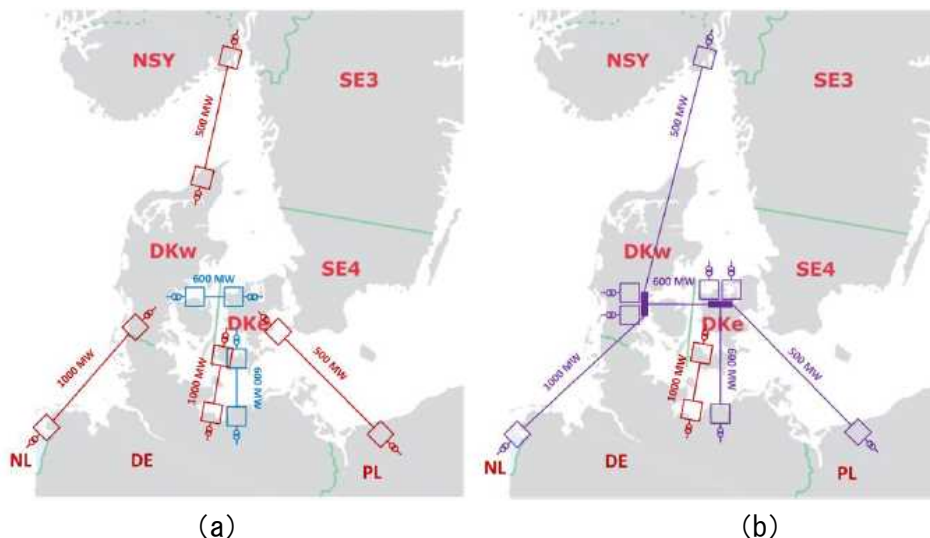 NSY
SE3
500 MW
DKw
SE4
600 MW
DKe
1000 MW
1000 MW
600 MW
500 MW
NL
DE
PL
(a)
NSY
SE3
500 MW
DKw
SE4
600 MW
DKe
1000 MW
1000 MW
600 MW
500 MW
NL
DE
PL
(b)